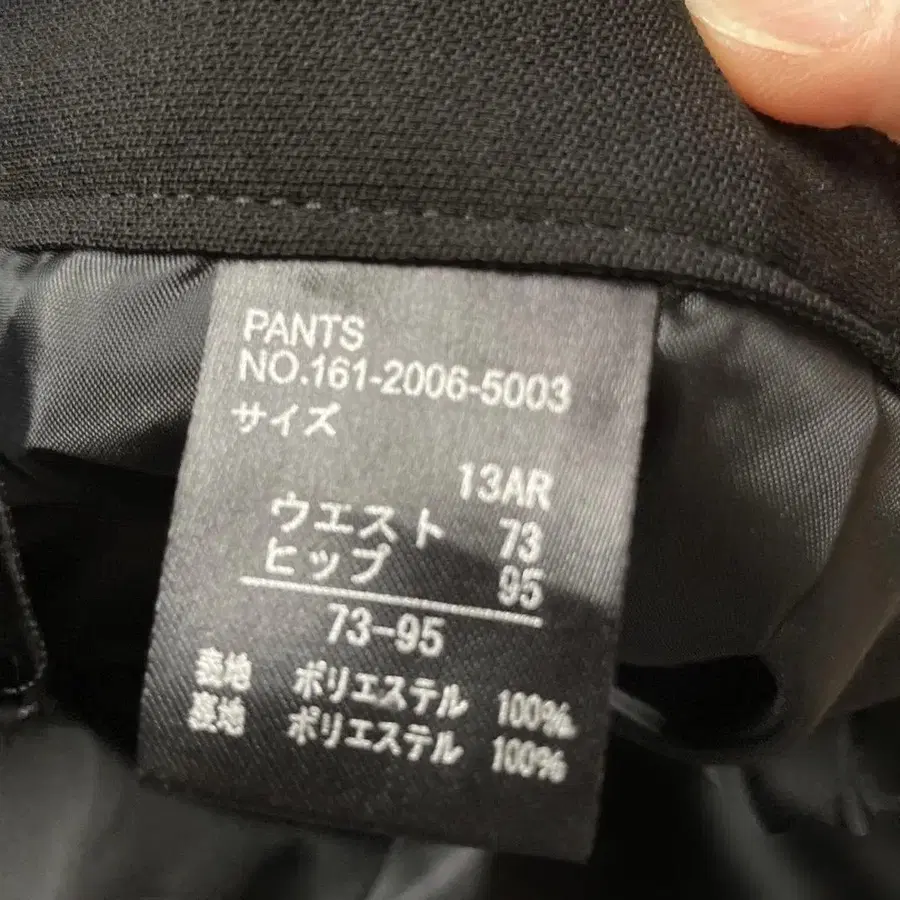 PANTS
NO.161-2006-5003
サイズ
13AR
ウエスト 73
ヒップ 95
73-95
表地 ポリエステル 100%
裏地 ポリエステル 100%